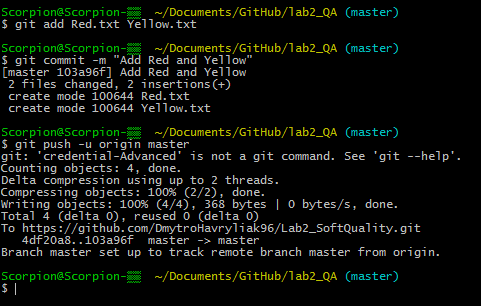 Scorpion@Scorpion-▒▒ ~/Documents/GitHub/lab2_QA (master)
$ git add Red.txt Yellow.txt
Scorpion@Scorpion-▒▒ ~/Documents/GitHub/lab2_QA (master)
$ git commit -m "Add Red and Yellow"
[master 103a96f] Add Red and Yellow
 2 files changed, 2 insertions(+)
 create mode 100644 Red.txt
 create mode 100644 Yellow.txt
Scorpion@Scorpion-▒▒ ~/Documents/GitHub/lab2_QA (master)
$ git push -u origin master
git: 'credential-Advanced' is not a git command. See 'git --help'.
Counting objects: 4, done.
Delta compression using up to 2 threads.
Compressing objects: 100% (2/2), done.
Writing objects: 100% (4/4), 368 bytes | 0 bytes/s, done.
Total 4 (delta 0), reused 0 (delta 0)
To https://github.com/DmytroHavryliak96/Lab2_SoftQuality.git
   4df20a8..103a96f  master -> master
Branch master set up to track remote branch master from origin.
Scorpion@Scorpion-▒▒ ~/Documents/GitHub/lab2_QA (master)
$